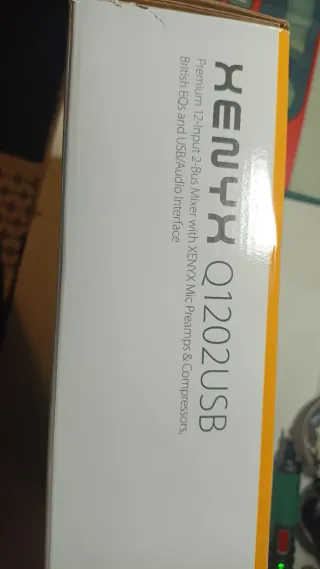 XENYX Q1202USB
Premium 12-Input 2-Bus Mixer with XENYX Mic Preamps & Compressors,
British EQs and USB/Audio Interface